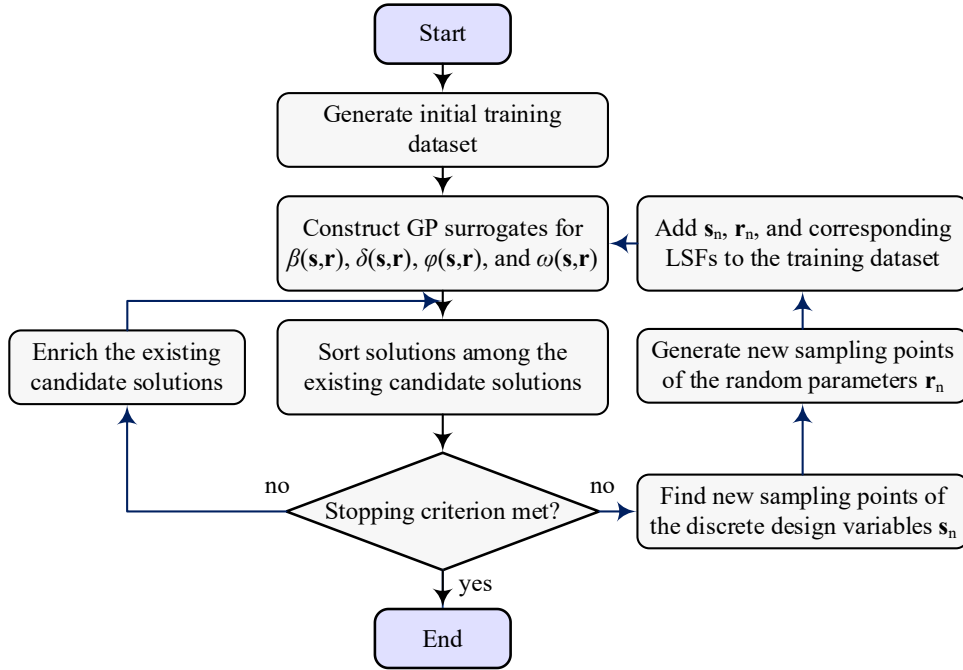 Start
Generate initial training
dataset
Construct GP surrogates for
β(s,r), δ(s,r), φ(s,r), and ω(s,r)
Add sₙ, rₙ, and corresponding
LSFs to the training dataset
Enrich the existing
candidate solutions
Sort solutions among the
existing candidate solutions
Generate new sampling points
of the random parameters rₙ
no
Stopping criterion met?
no
Find new sampling points of
the discrete design variables sₙ
yes
End